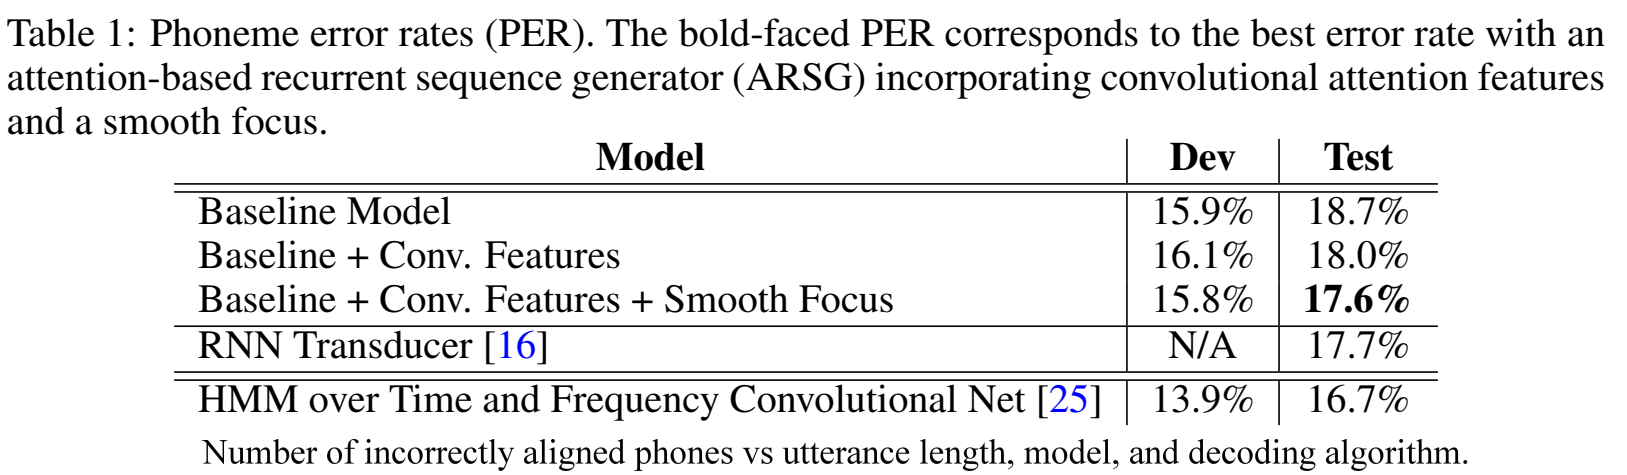 Table 1: Phoneme error rates (PER). The bold-faced PER corresponds to the best error rate with an
attention-based recurrent sequence generator (ARSG) incorporating convolutional attention features
and a smooth focus.
Model Dev Test
Baseline Model 15.9% 18.7%
Baseline + Conv. Features 16.1% 18.0%
Baseline + Conv. Features + Smooth Focus 15.8% 17.6%
RNN Transducer [16] N/A 17.7%
HMM over Time and Frequency Convolutional Net [25] 13.9% 16.7%
Number of incorrectly aligned phones vs utterance length, model, and decoding algorithm.